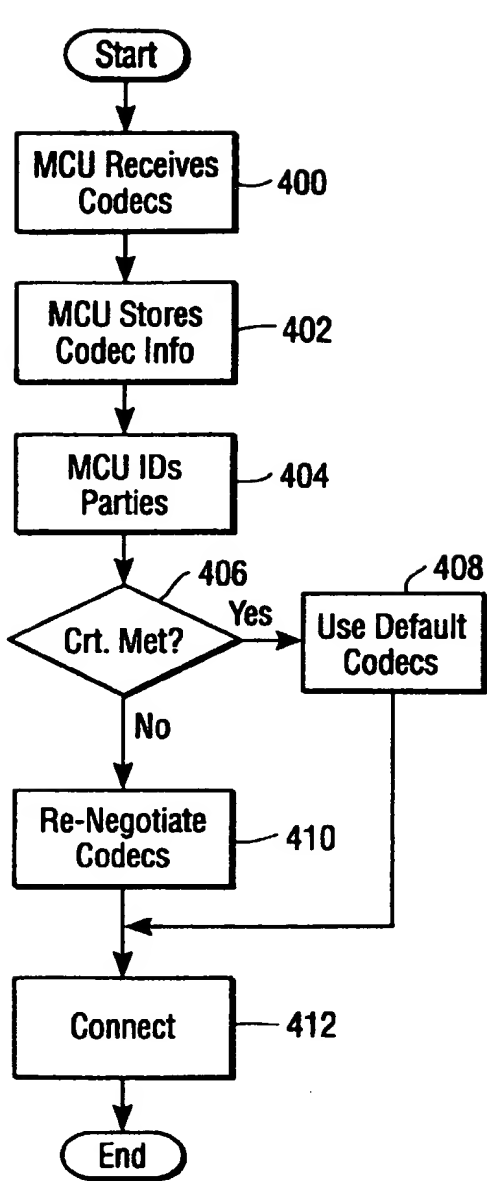 Start
MCU Receives
Codecs
400
MCU Stores
Codec Info
402
MCU IDs
Parties
404
406
Crt. Met?
Yes
408
Use Default
Codecs
No
Re-Negotiate
Codecs
410
Connect
412
End